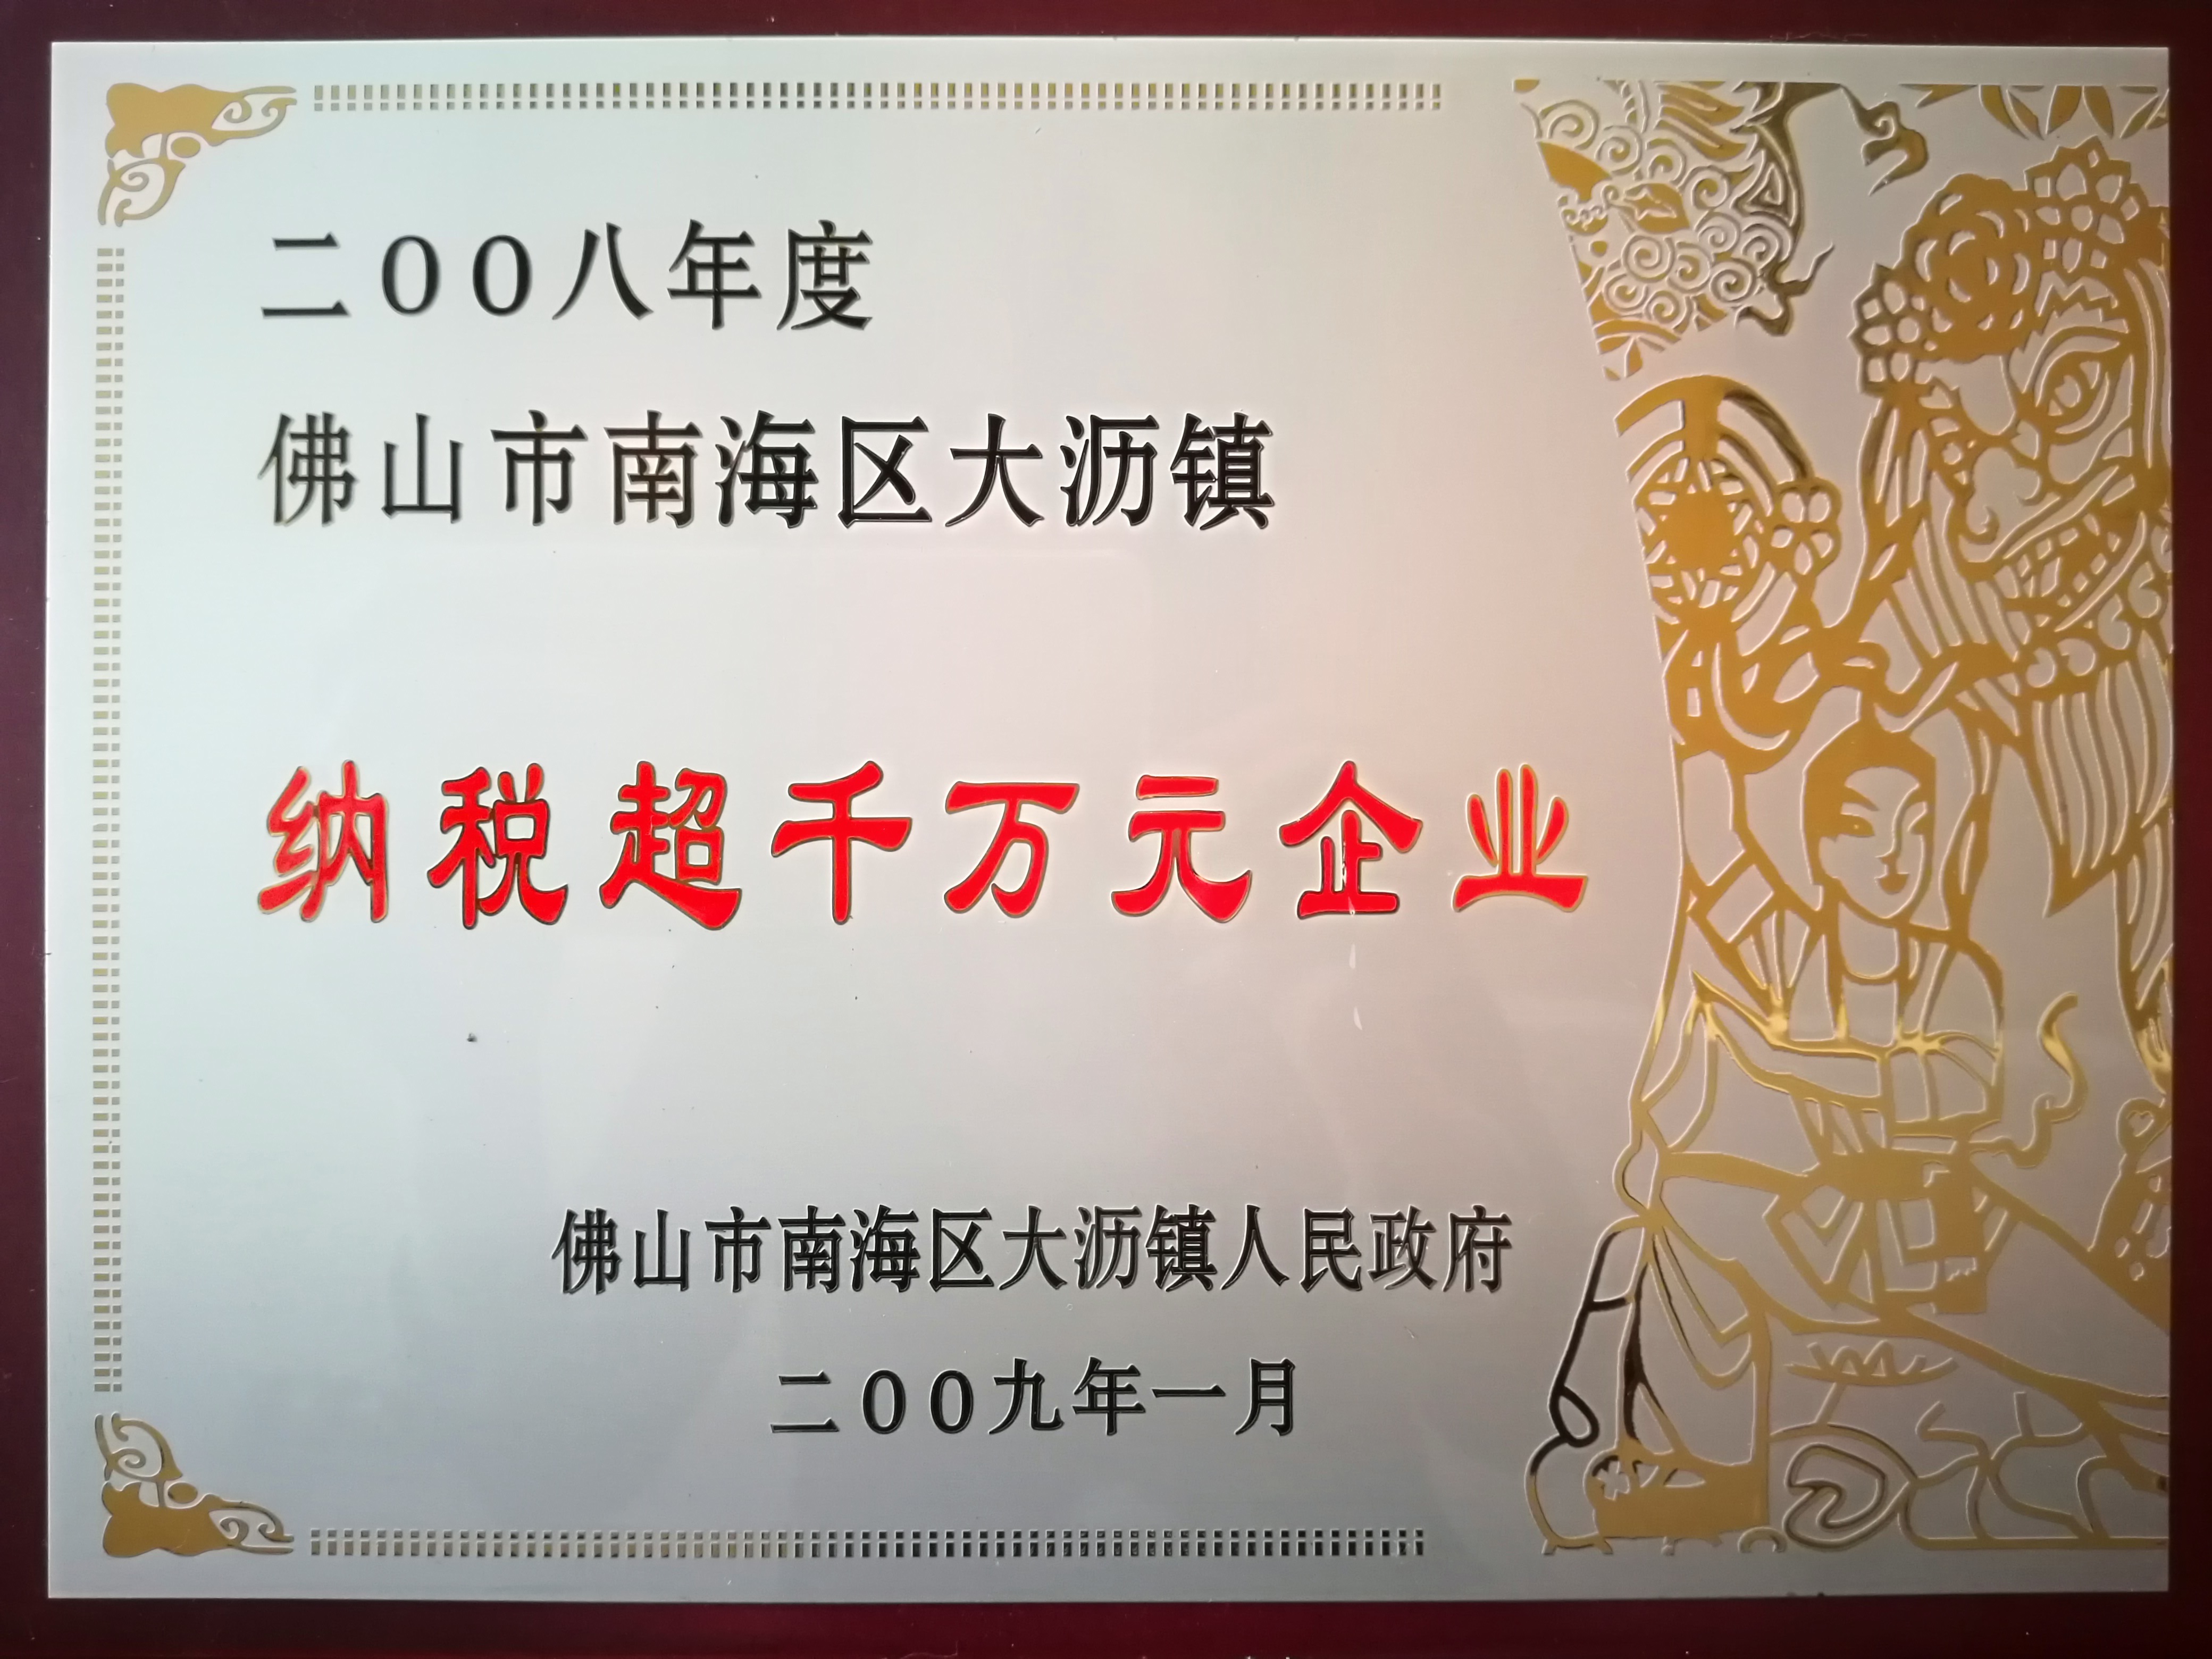 二00八年度
佛山市南海区大沥镇
纳税超千万元企业
佛山市南海区大沥镇人民政府
二00九年一月